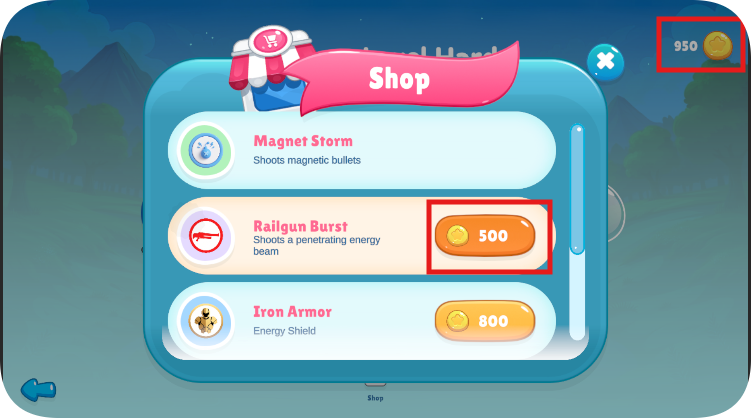 950
Shop
Magnet Storm
Shoots magnetic bullets
Railgun Burst
Shoots a penetrating energy
beam
500
Iron Armor
Energy Shield
800
Shop